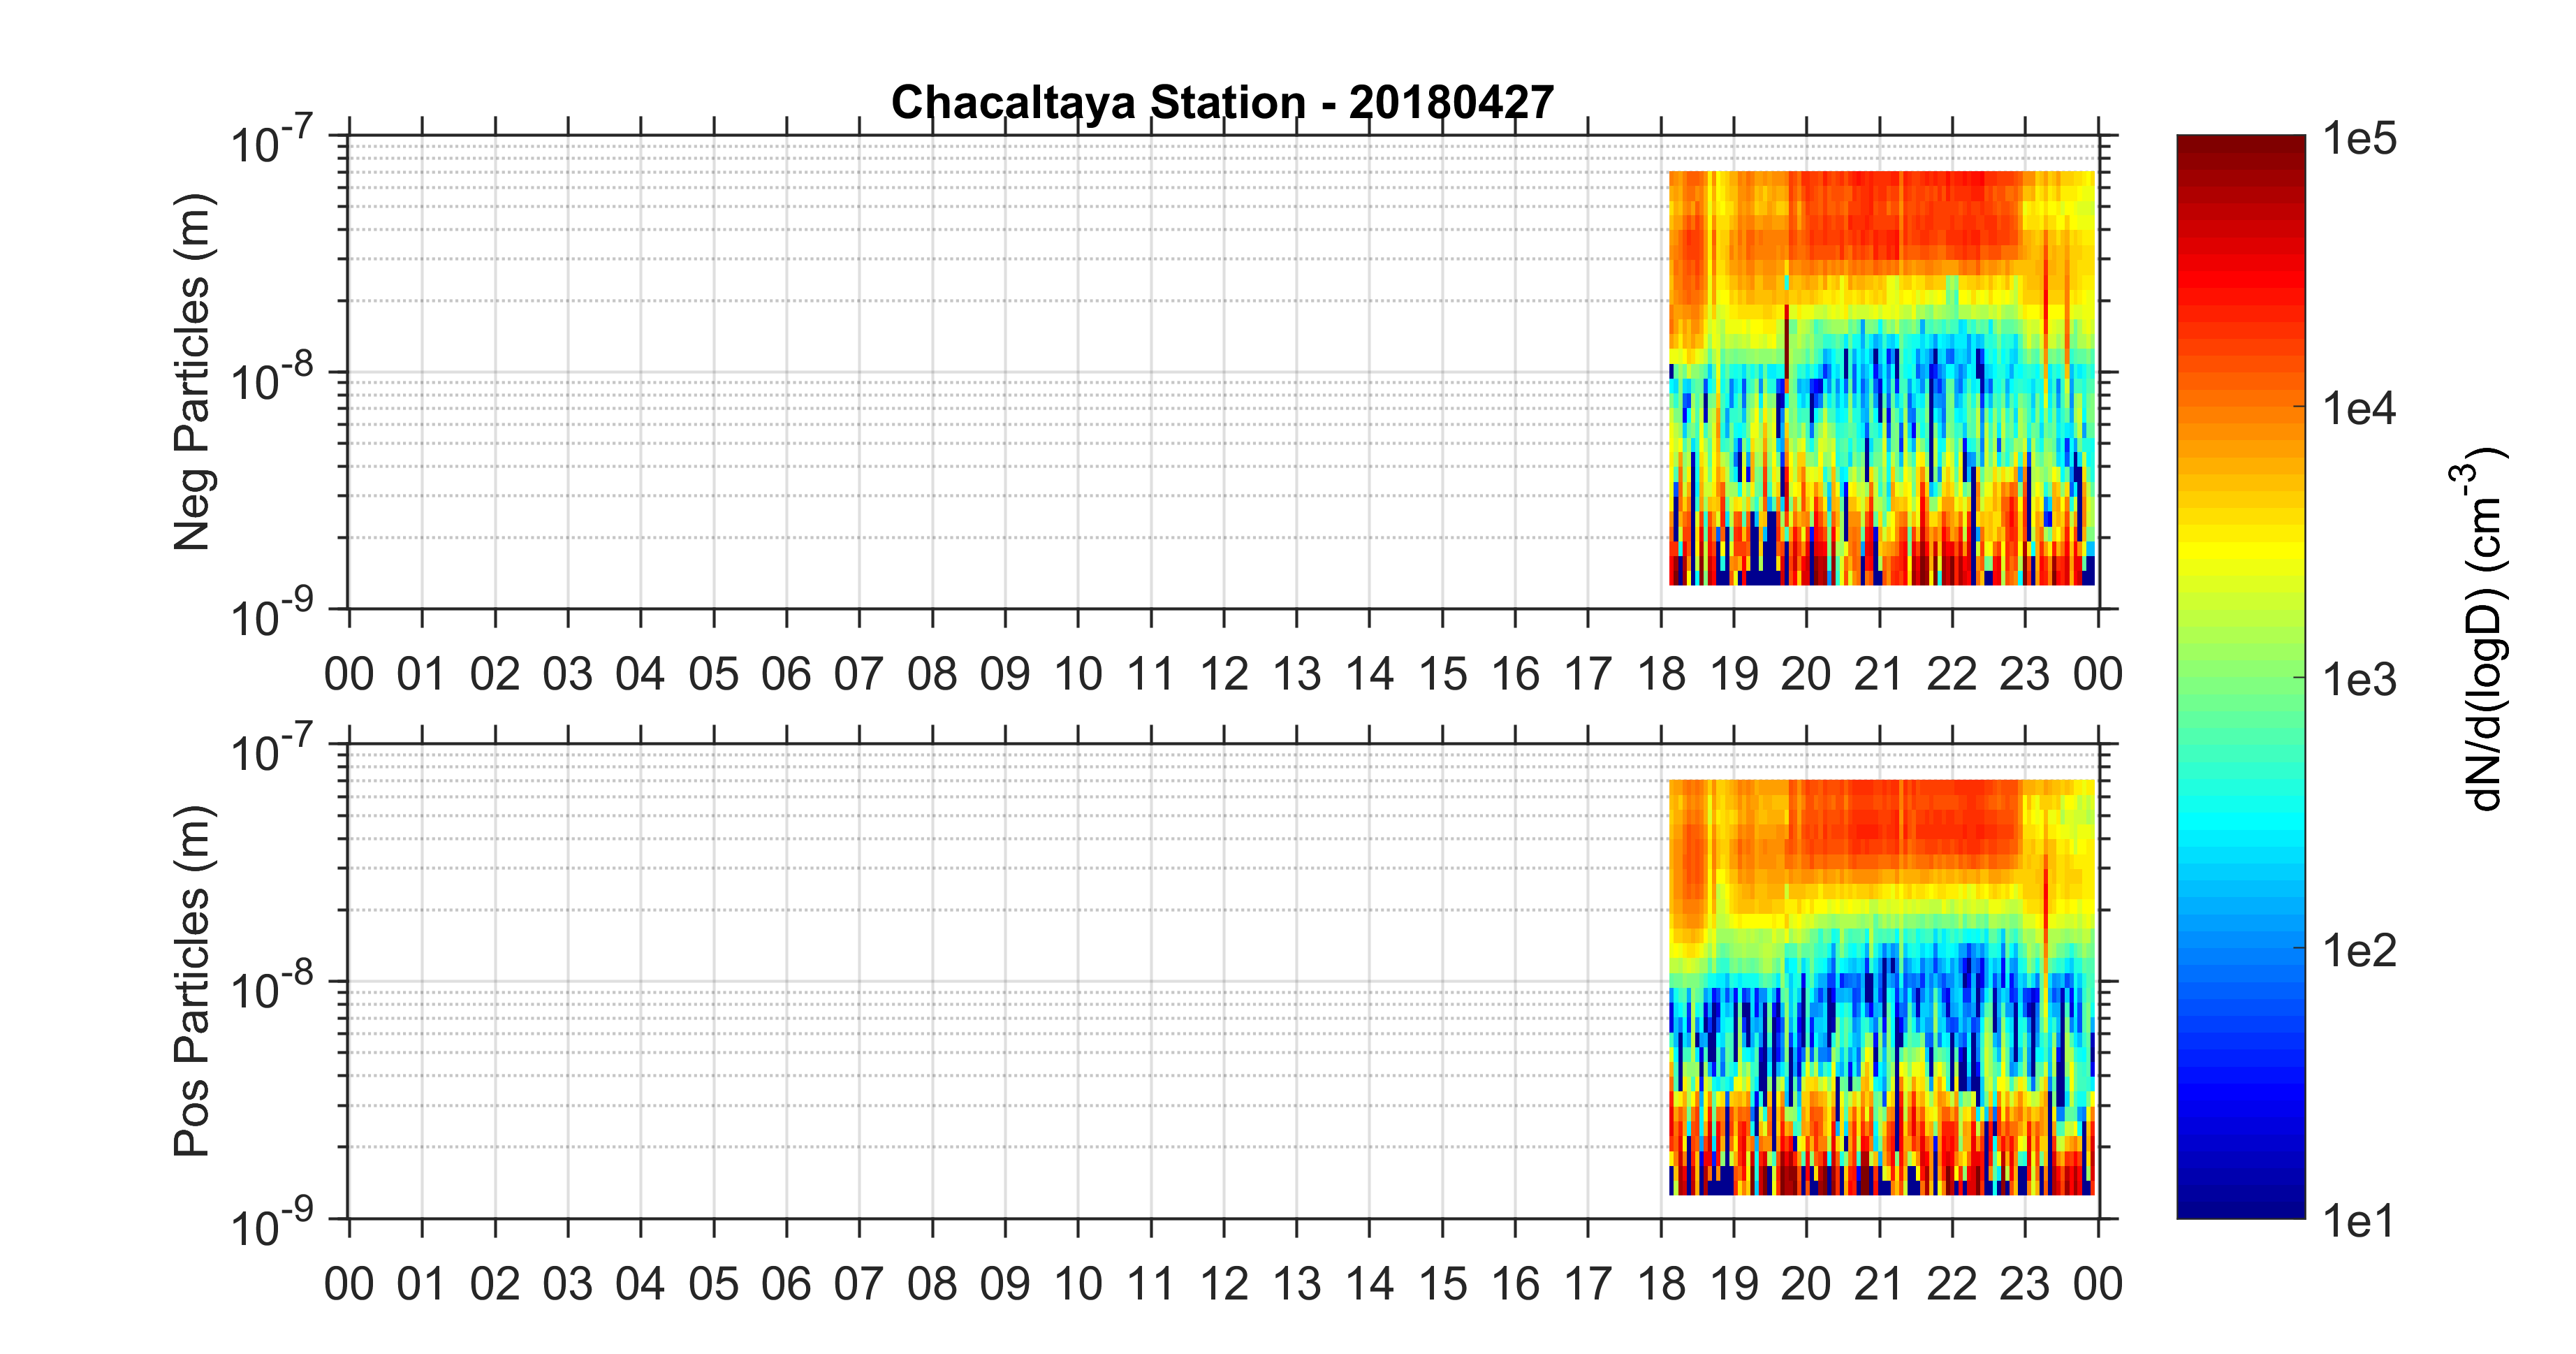 Chacaltaya Station - 20180427
Neg Particles (m)
10-7
10-8
10-9
00 01 02 03 04 05 06 07 08 09 10 11 12 13 14 15 16 17 18 19 20 21 22 23 00
Pos Particles (m)
10-7
10-8
10-9
00 01 02 03 04 05 06 07 08 09 10 11 12 13 14 15 16 17 18 19 20 21 22 23 00
1e5
1e4
1e3
1e2
1e1
dN/d(logD) (cm-3)